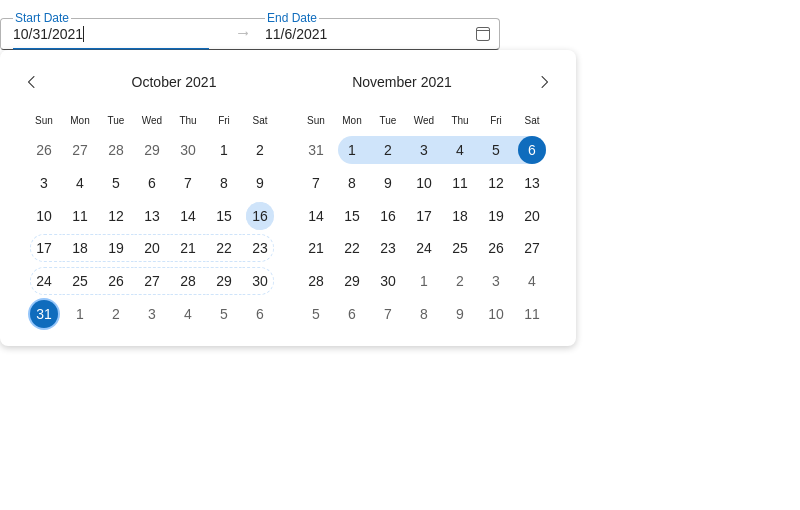 Start Date End Date
10/31/2021 → 11/6/2021
October 2021 November 2021
Sun Mon Tue Wed Thu Fri Sat Sun Mon Tue Wed Thu Fri Sat
26 27 28 29 30 1 2 31 1 2 3 4 5 6
3 4 5 6 7 8 9 7 8 9 10 11 12 13
10 11 12 13 14 15 16 14 15 16 17 18 19 20
17 18 19 20 21 22 23 21 22 23 24 25 26 27
24 25 26 27 28 29 30 28 29 30 1 2 3 4
31 1 2 3 4 5 6 5 6 7 8 9 10 11